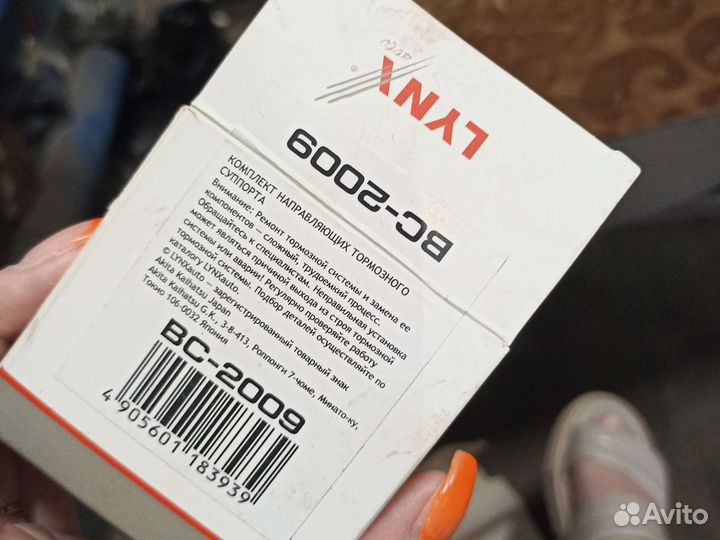 LYNX
®
BC-2009
КОМПЛЕКТ НАПРАВЛЯЮЩИХ ТОРМОЗНОГО
СУППОРТА
Внимание: Ремонт тормозной системы и замена ее
компонентов – сложный, трудоемкий процесс.
Обращайтесь к специалистам. Неправильная установка
может являться причиной выхода из строя тормозной
системы или аварии! Регулярно проверяйте работу
тормозной системы. Подбор деталей осуществляйте по
каталогу LYNXauto.
© LYNXauto – зарегистрированный товарный знак
Akita Kaihatsu Japan
Akita Kaihatsu G.K., 3-8-413, Роппонги 7-чоме, Минато-ку,
Токио 106-0032 Япония
BC-2009
4 905601 183939
Avito